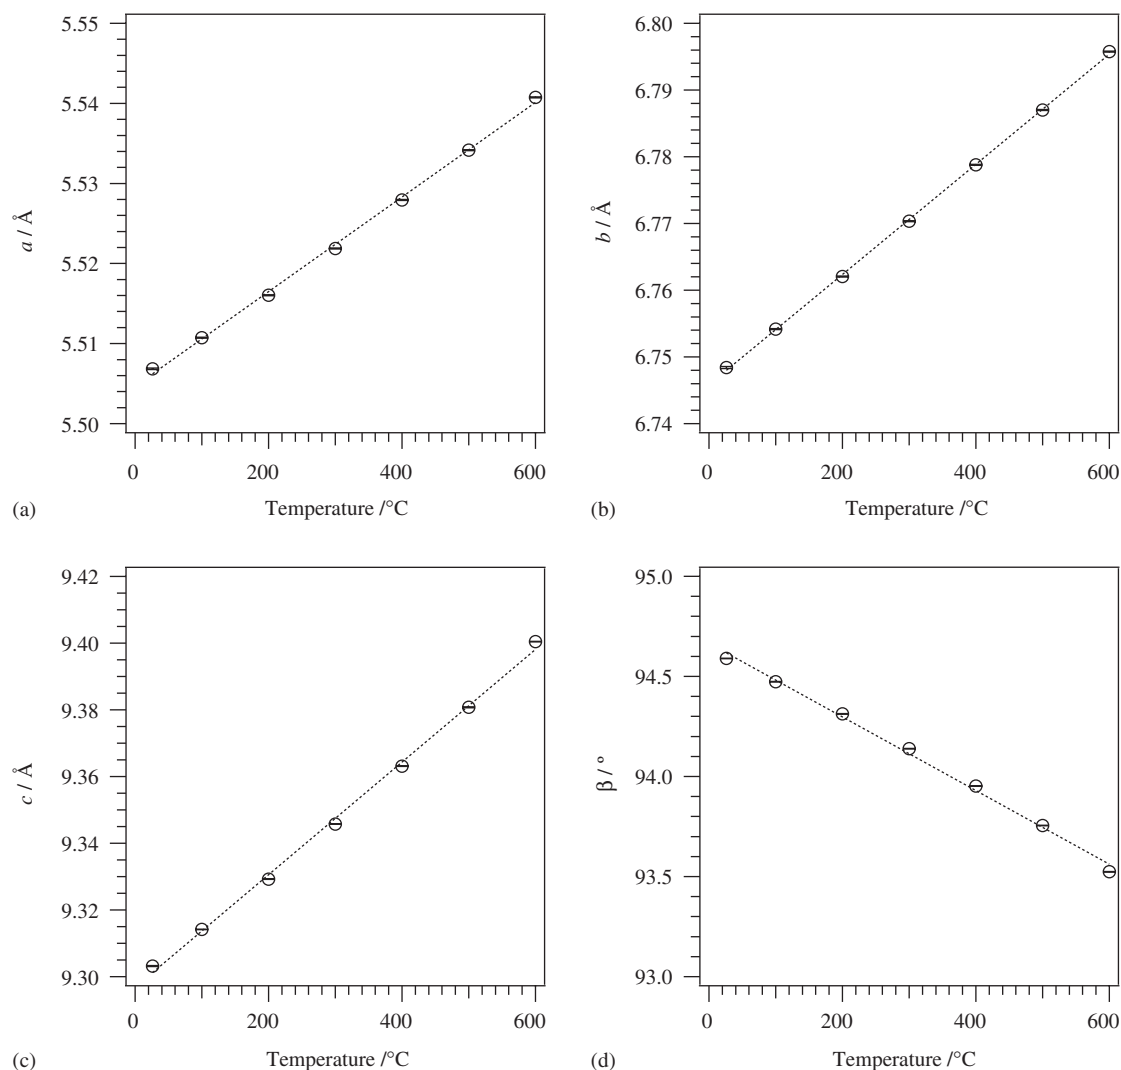 5.55
5.54
5.53
5.52
5.51
5.50
a / Å
0 200 400 600
Temperature /°C
(a)
6.80
6.79
6.78
6.77
6.76
6.75
6.74
b / Å
0 200 400 600
Temperature /°C
(b)
9.42
9.40
9.38
9.36
9.34
9.32
9.30
c / Å
0 200 400 600
Temperature /°C
(c)
95.0
94.5
94.0
93.5
93.0
β / °
0 200 400 600
Temperature /°C
(d)